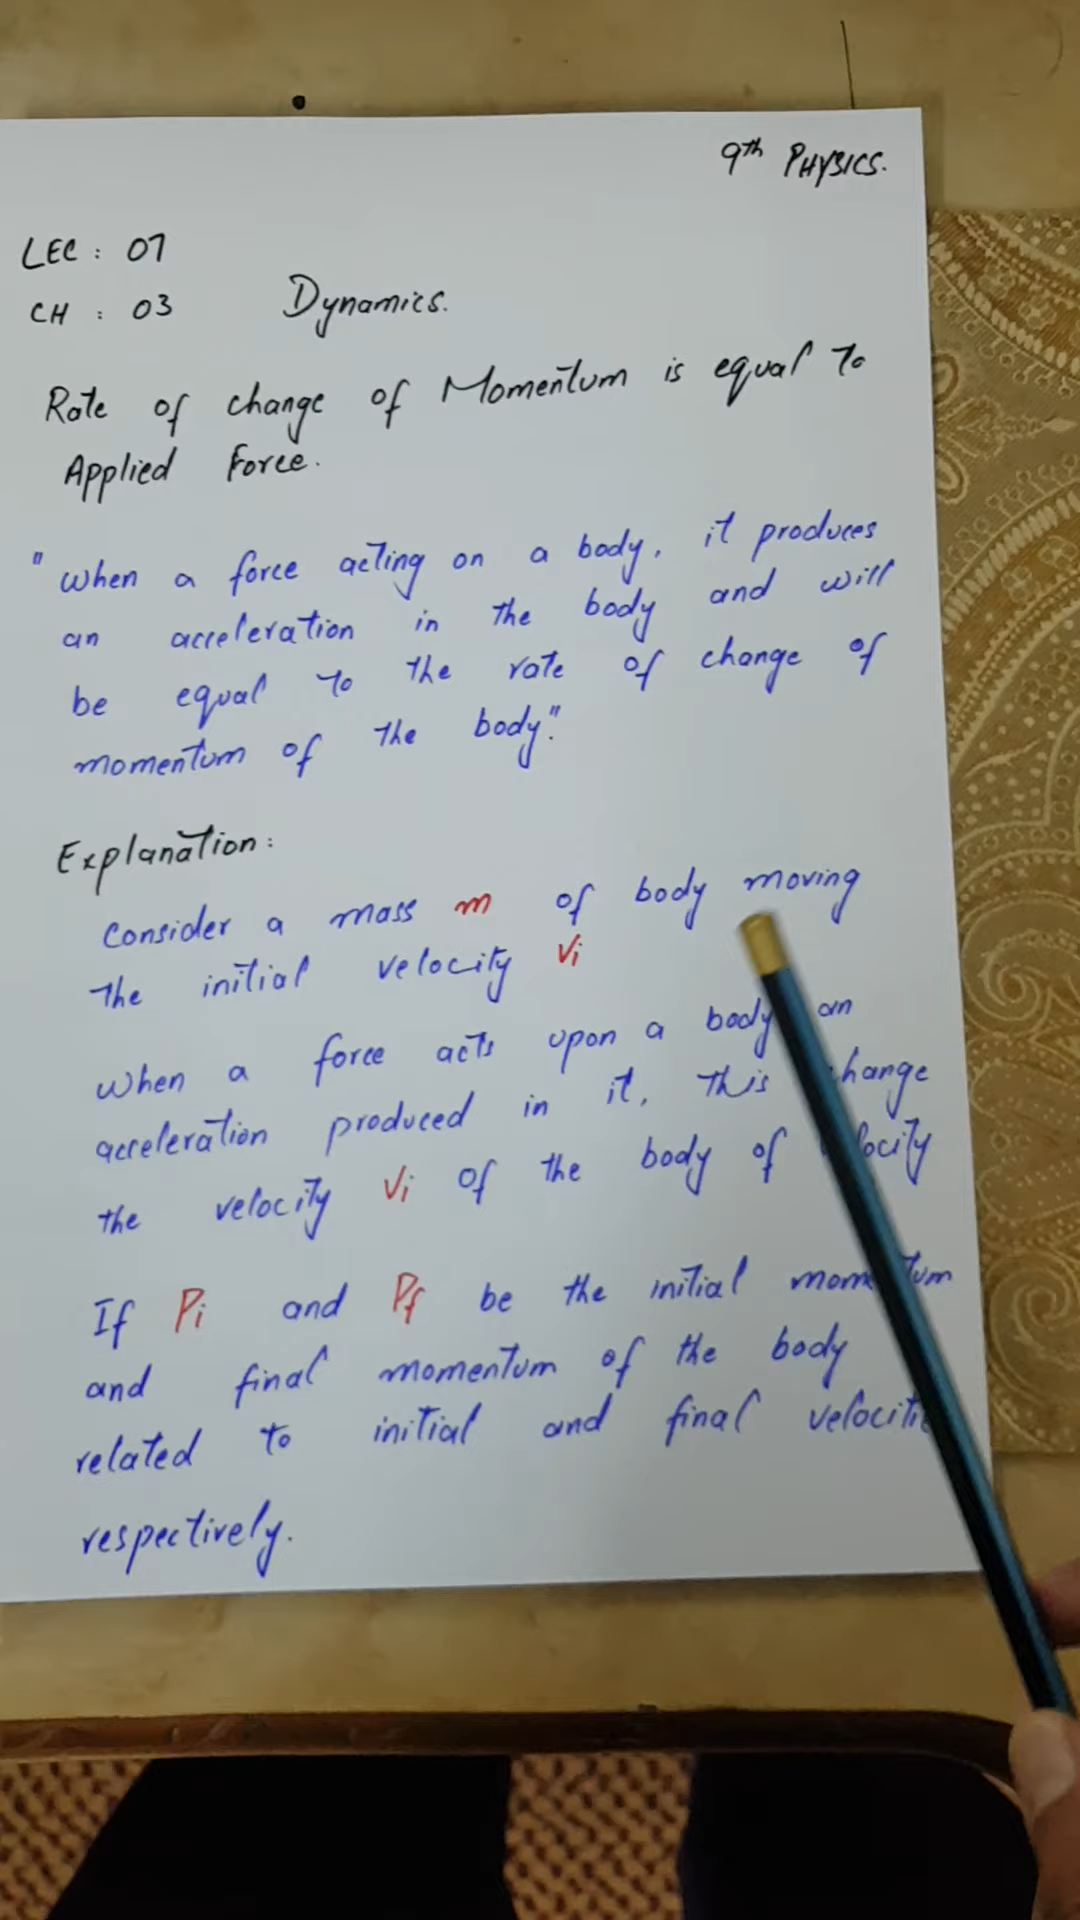 9th PHYSICS.
LEC : 07
CH : 03 Dynamics.
Rate of change of Momentum is equal to
Applied Force.
"when a force acting on a body, it produces
an acceleration in the body and will
be equal to the rate of change of
momentum of the body."
Explanation:
Consider a mass m of body moving
The initial velocity Vi
When a force acts upon a body an
acceleration produced in it, This change
the velocity Vi of the body of
If Pi and Pf be the initial momentum
and final momentum of the body
related to initial and final
respectively.